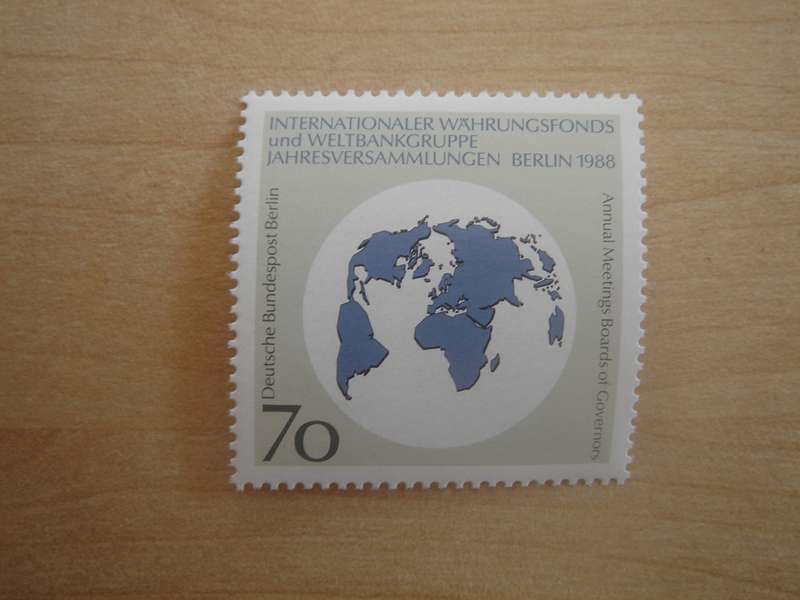 INTERNATIONALER WÄHRUNGSFONDS
und WELTBANKGRUPPE
JAHRESVERSAMMLUNGEN BERLIN 1988
Deutsche Bundespost Berlin
Annual Meetings Boards of Governors
70